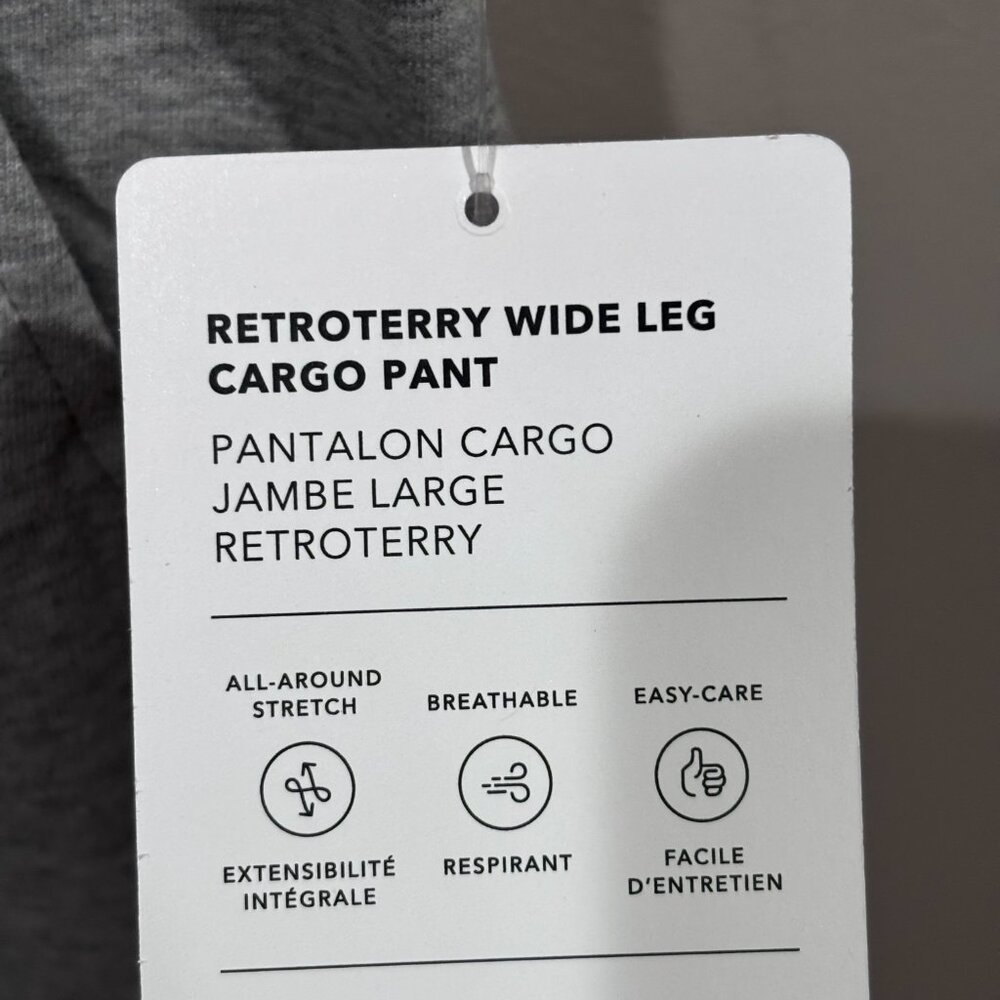 RETROTERRY WIDE LEG
CARGO PANT
PANTALON CARGO
JAMBE LARGE
RETROTERRY
ALL-AROUND
STRETCH
BREATHABLE
EASY-CARE
EXTENSIBILITÉ
INTÉGRALE
RESPIRANT
FACILE
D'ENTRETIEN